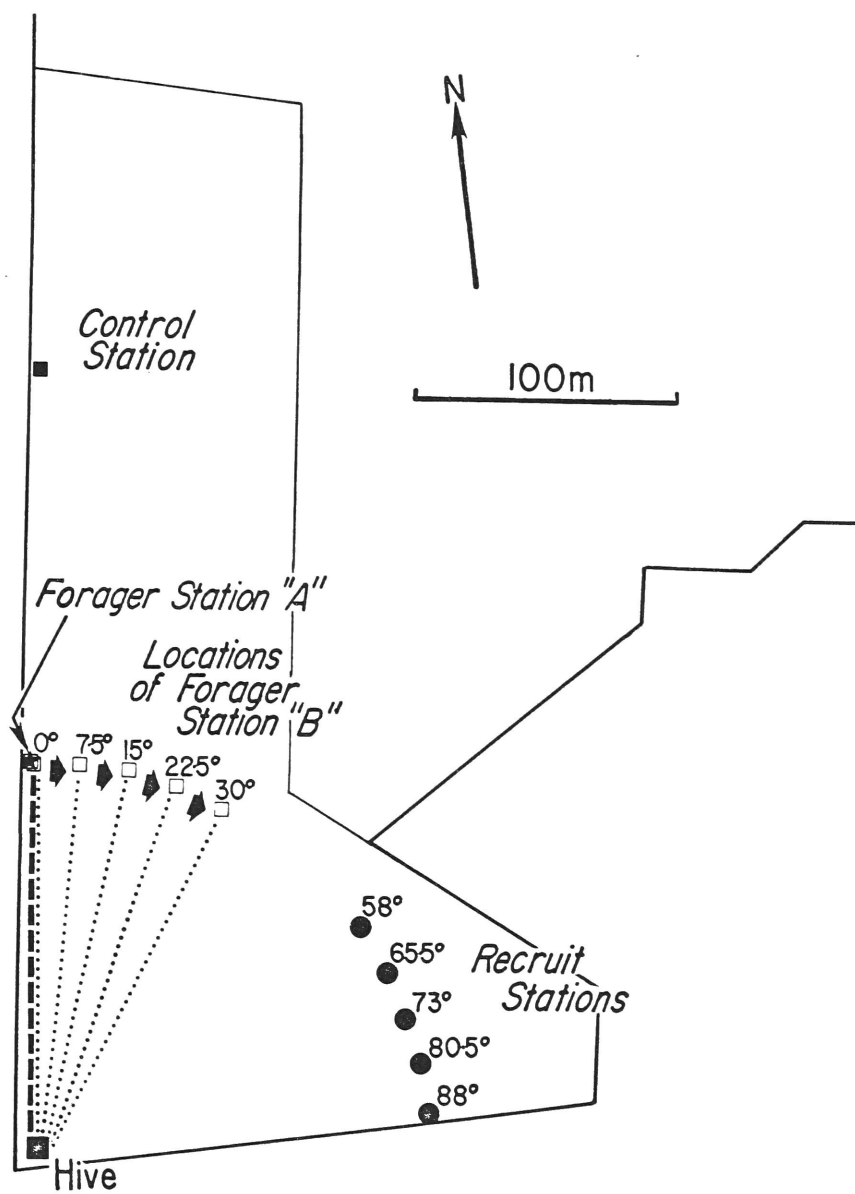 N
Control
Station
100m
Forager Station "A"
Locations
of Forager
Station "B"
0°
7·5°
15°
22·5°
30°
58°
65·5°
Recruit
Stations
73°
80·5°
88°
Hive